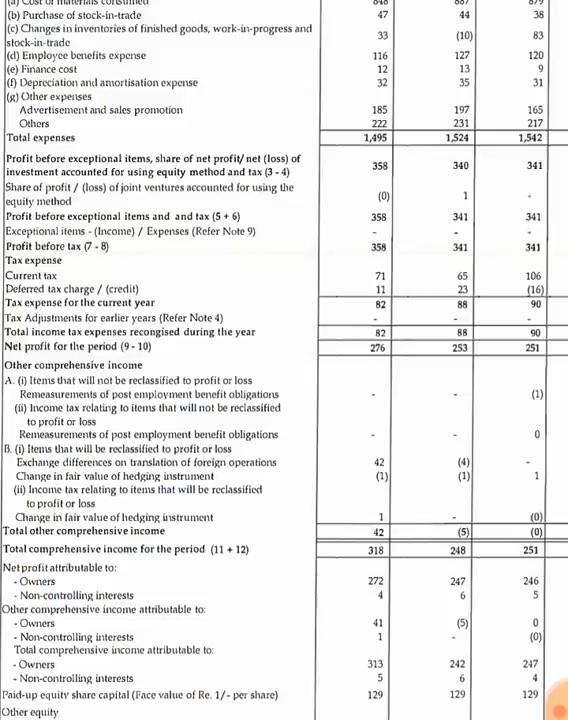 (a) Cost of materials consumed 848 887 879
(b) Purchase of stock-in-trade 47 44 38
(c) Changes in inventories of finished goods, work-in-progress and
stock-in-trade 33 (10) 83
(d) Employee benefits expense 116 127 120
(e) Finance cost 12 13 9
(f) Depreciation and amortisation expense 32 35 31
(g) Other expenses
Advertisement and sales promotion 185 197 165
Others 222 231 217
Total expenses 1,495 1,524 1,542
Profit before exceptional items, share of net profit/ net (loss) of
investment accounted for using equity method and tax (3 - 4) 358 340 341
Share of profit / (loss) of joint ventures accounted for using the
equity method (0) 1 -
Profit before exceptional items and and tax (5 + 6) 358 341 341
Exceptional items - (Income) / Expenses (Refer Note 9) - - -
Profit before tax (7 - 8) 358 341 341
Tax expense
Current tax 71 65 106
Deferred tax charge / (credit) 11 23 (16)
Tax expense for the current year 82 88 90
Tax Adjustments for earlier years (Refer Note 4) - - -
Total income tax expenses recongised during the year 82 88 90
Net profit for the period (9 - 10) 276 253 251
Other comprehensive income
A. (i) Items that will not be reclassified to profit or loss
Remeasurements of post employment benefit obligations - - (1)
(ii) Income tax relating to items that will not be reclassified
to profit or loss
Remeasurements of post employment benefit obligations - - 0
B. (i) Items that will be reclassified to profit or loss
Exchange differences on translation of foreign operations 42 (4) -
Change in fair value of hedging instrument (1) (1) 1
(ii) Income tax relating to items that will be reclassified
to profit or loss
Change in fair value of hedging instrument 1 - (0)
Total other comprehensive income 42 (5) (0)
Total comprehensive income for the period (11 + 12) 318 248 251
Net profit attributable to:
- Owners 272 247 246
- Non-controlling interests 4 6 5
Other comprehensive income attributable to:
- Owners 41 (5) 0
- Non-controlling interests 1 - (0)
Total comprehensive income attributable to:
- Owners 313 242 247
- Non-controlling interests 5 6 4
Paid-up equity share capital (Face value of Re. 1/- per share) 129 129 129
Other equity